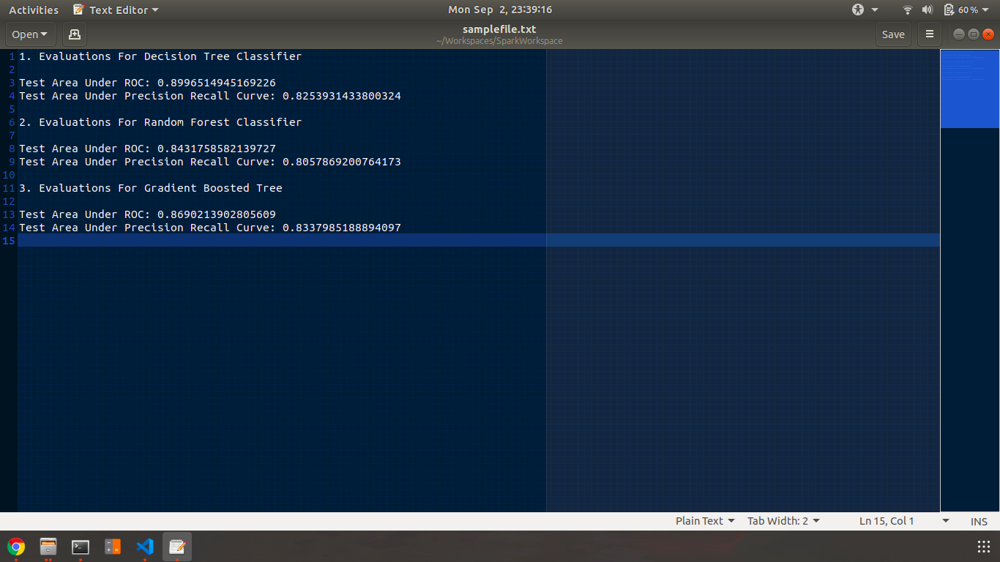 Activities Text Editor Mon Sep 2, 23:39:16 60 %
Open samplefile.txt Save
~/Workspaces/SparkWorkspace
1 1. Evaluations For Decision Tree Classifier
2
3 Test Area Under ROC: 0.8996514945169226
4 Test Area Under Precision Recall Curve: 0.8253931433800324
5
6 2. Evaluations For Random Forest Classifier
7
8 Test Area Under ROC: 0.8431758582139727
9 Test Area Under Precision Recall Curve: 0.8057869200764173
10
11 3. Evaluations For Gradient Boosted Tree
12
13 Test Area Under ROC: 0.8690213902805609
14 Test Area Under Precision Recall Curve: 0.8337985188894097
15
Plain Text Tab Width: 2 Ln 15, Col 1 INS